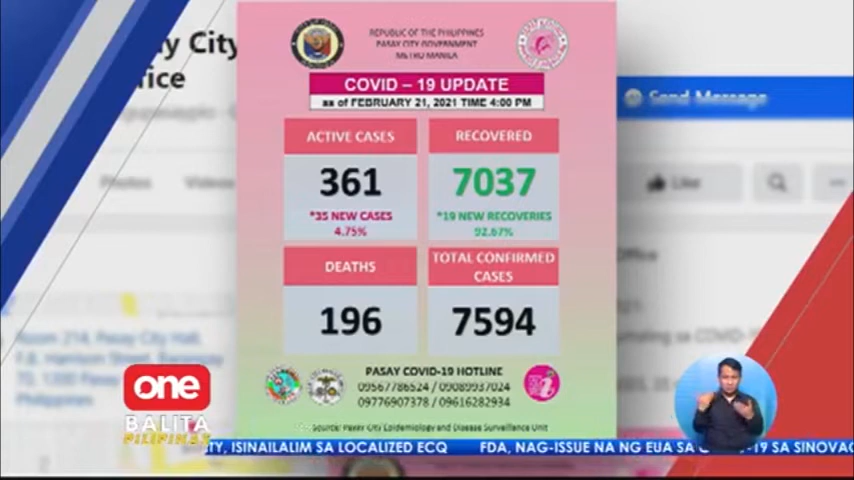 Pasay City
REPUBLIC OF THE PHILIPPINES
PASAY CITY GOVERNMENT
METRO MANILA
COVID – 19 UPDATE
as of FEBRUARY 21, 2021 TIME 4:00 PM
Send Message
ACTIVE CASES
RECOVERED
361
7037
*35 NEW CASES
*19 NEW RECOVERIES
4.75%
92.67%
Photos
Videos
Like
DEATHS
TOTAL CONFIRMED
CASES
196
7594
Room 214, Pasay City Hall,
F.B. Harrison Street,
Philippines
PASAY COVID-19 HOTLINE
09567786524 / 09089937024
09776907378 / 09616282934
Source: Pasay City Epidemiology and Disease Surveillance Unit
one
BALITA
PILIPINAS
ISINAILALIM SA LOCALIZED ECQ FDA, NAG-ISSUE NA NG EUA SA